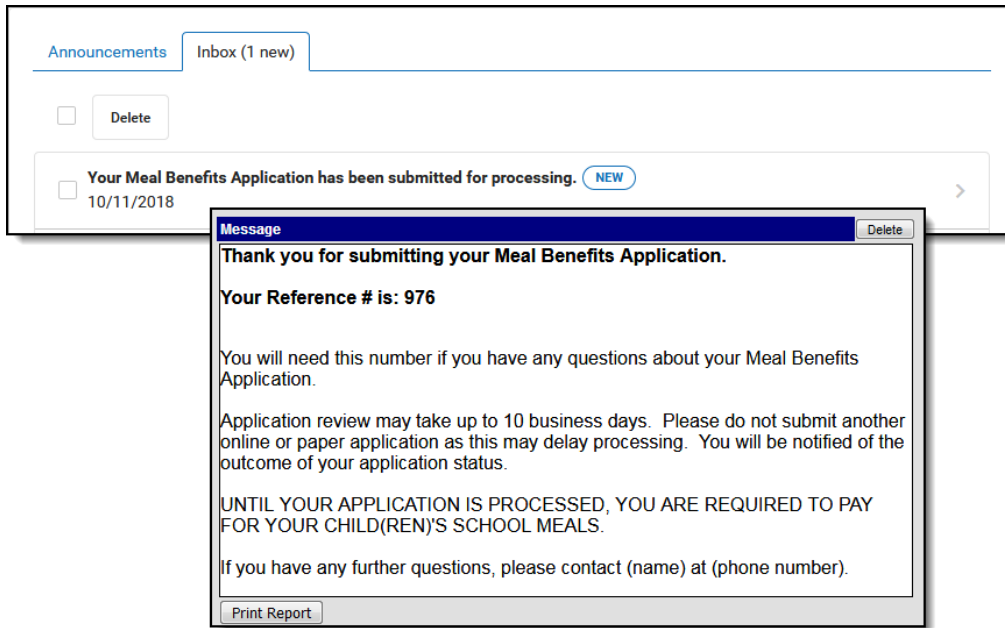 Announcements Inbox (1 new)
Delete
Your Meal Benefits Application has been submitted for processing. NEW
10/11/2018
Message Delete
Thank you for submitting your Meal Benefits Application.
Your Reference # is: 976
You will need this number if you have any questions about your Meal Benefits
Application.
Application review may take up to 10 business days. Please do not submit another
online or paper application as this may delay processing. You will be notified of the
outcome of your application status.
UNTIL YOUR APPLICATION IS PROCESSED, YOU ARE REQUIRED TO PAY
FOR YOUR CHILD(REN)'S SCHOOL MEALS.
If you have any further questions, please contact (name) at (phone number).
Print Report